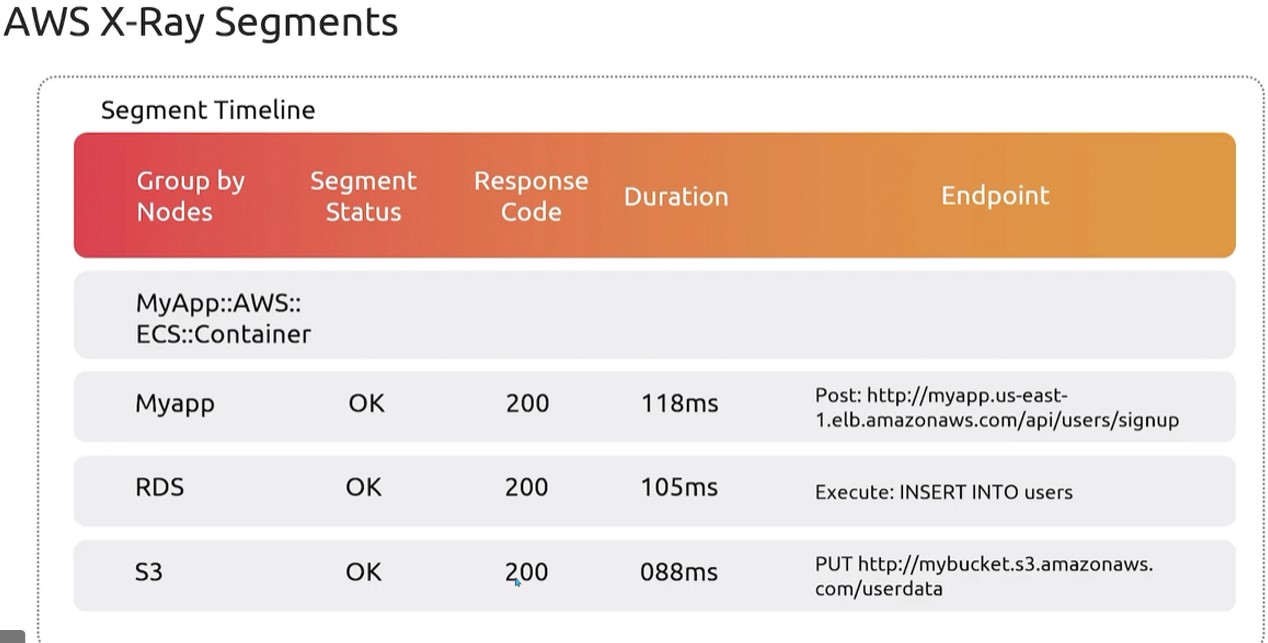 AWS X-Ray Segments
Segment Timeline
Group by Nodes Segment Status Response Code Duration Endpoint
MyApp::AWS::
ECS::Container
Myapp OK 200 118ms Post: http://myapp.us-east-
1.elb.amazonaws.com/api/users/signup
RDS OK 200 105ms Execute: INSERT INTO users
S3 OK 200 088ms PUT http://mybucket.s3.amazonaws.
com/userdata